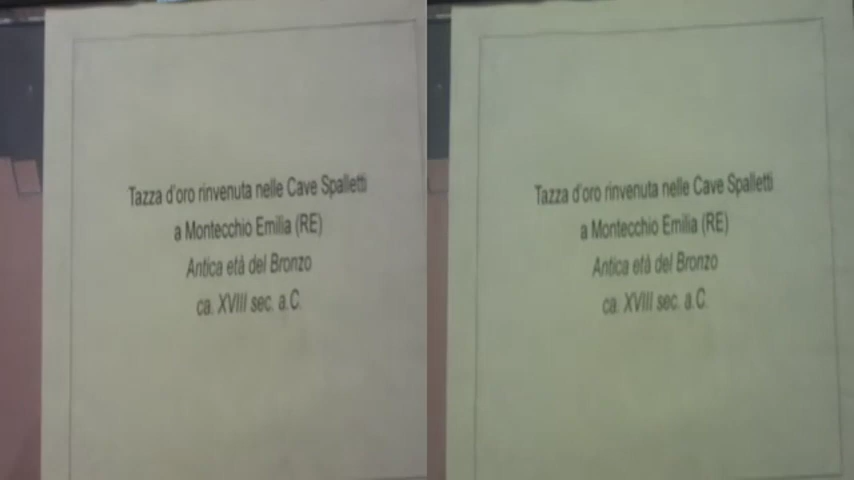 Tazza d'oro rinvenuta nelle Cave Spalletti
a Montecchio Emilia (RE)
Antica età del Bronzo
ca. XVIII sec. a.C.
Tazza d'oro rinvenuta nelle Cave Spalletti
a Montecchio Emilia (RE)
Antica età del Bronzo
ca. XVIII sec. a.C.